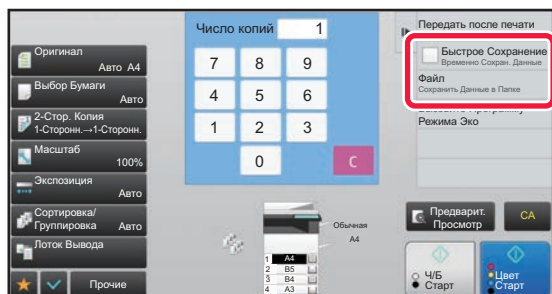 Число копий 1
Передать после печати
Быстрое Сохранение
Временно Сохран. Данные
Файл
Сохранить Данные в Папке
Режима Эко
Оригинал
Авто A4
Выбор Бумаги
Авто
2-Стор. Копия
1-Сторонн.→1-Сторонн.
Масштаб
100%
Экспозиция
Авто
Сортировка/
Группировка Авто
Лоток Вывода
Прочие
7 8 9
4 5 6
1 2 3
0 C
Обычная
A4
1 A4
2 B5
3 B4
4 A3
Предварит.
Просмотр
CA
Ч/Б
Старт
Цвет
Старт